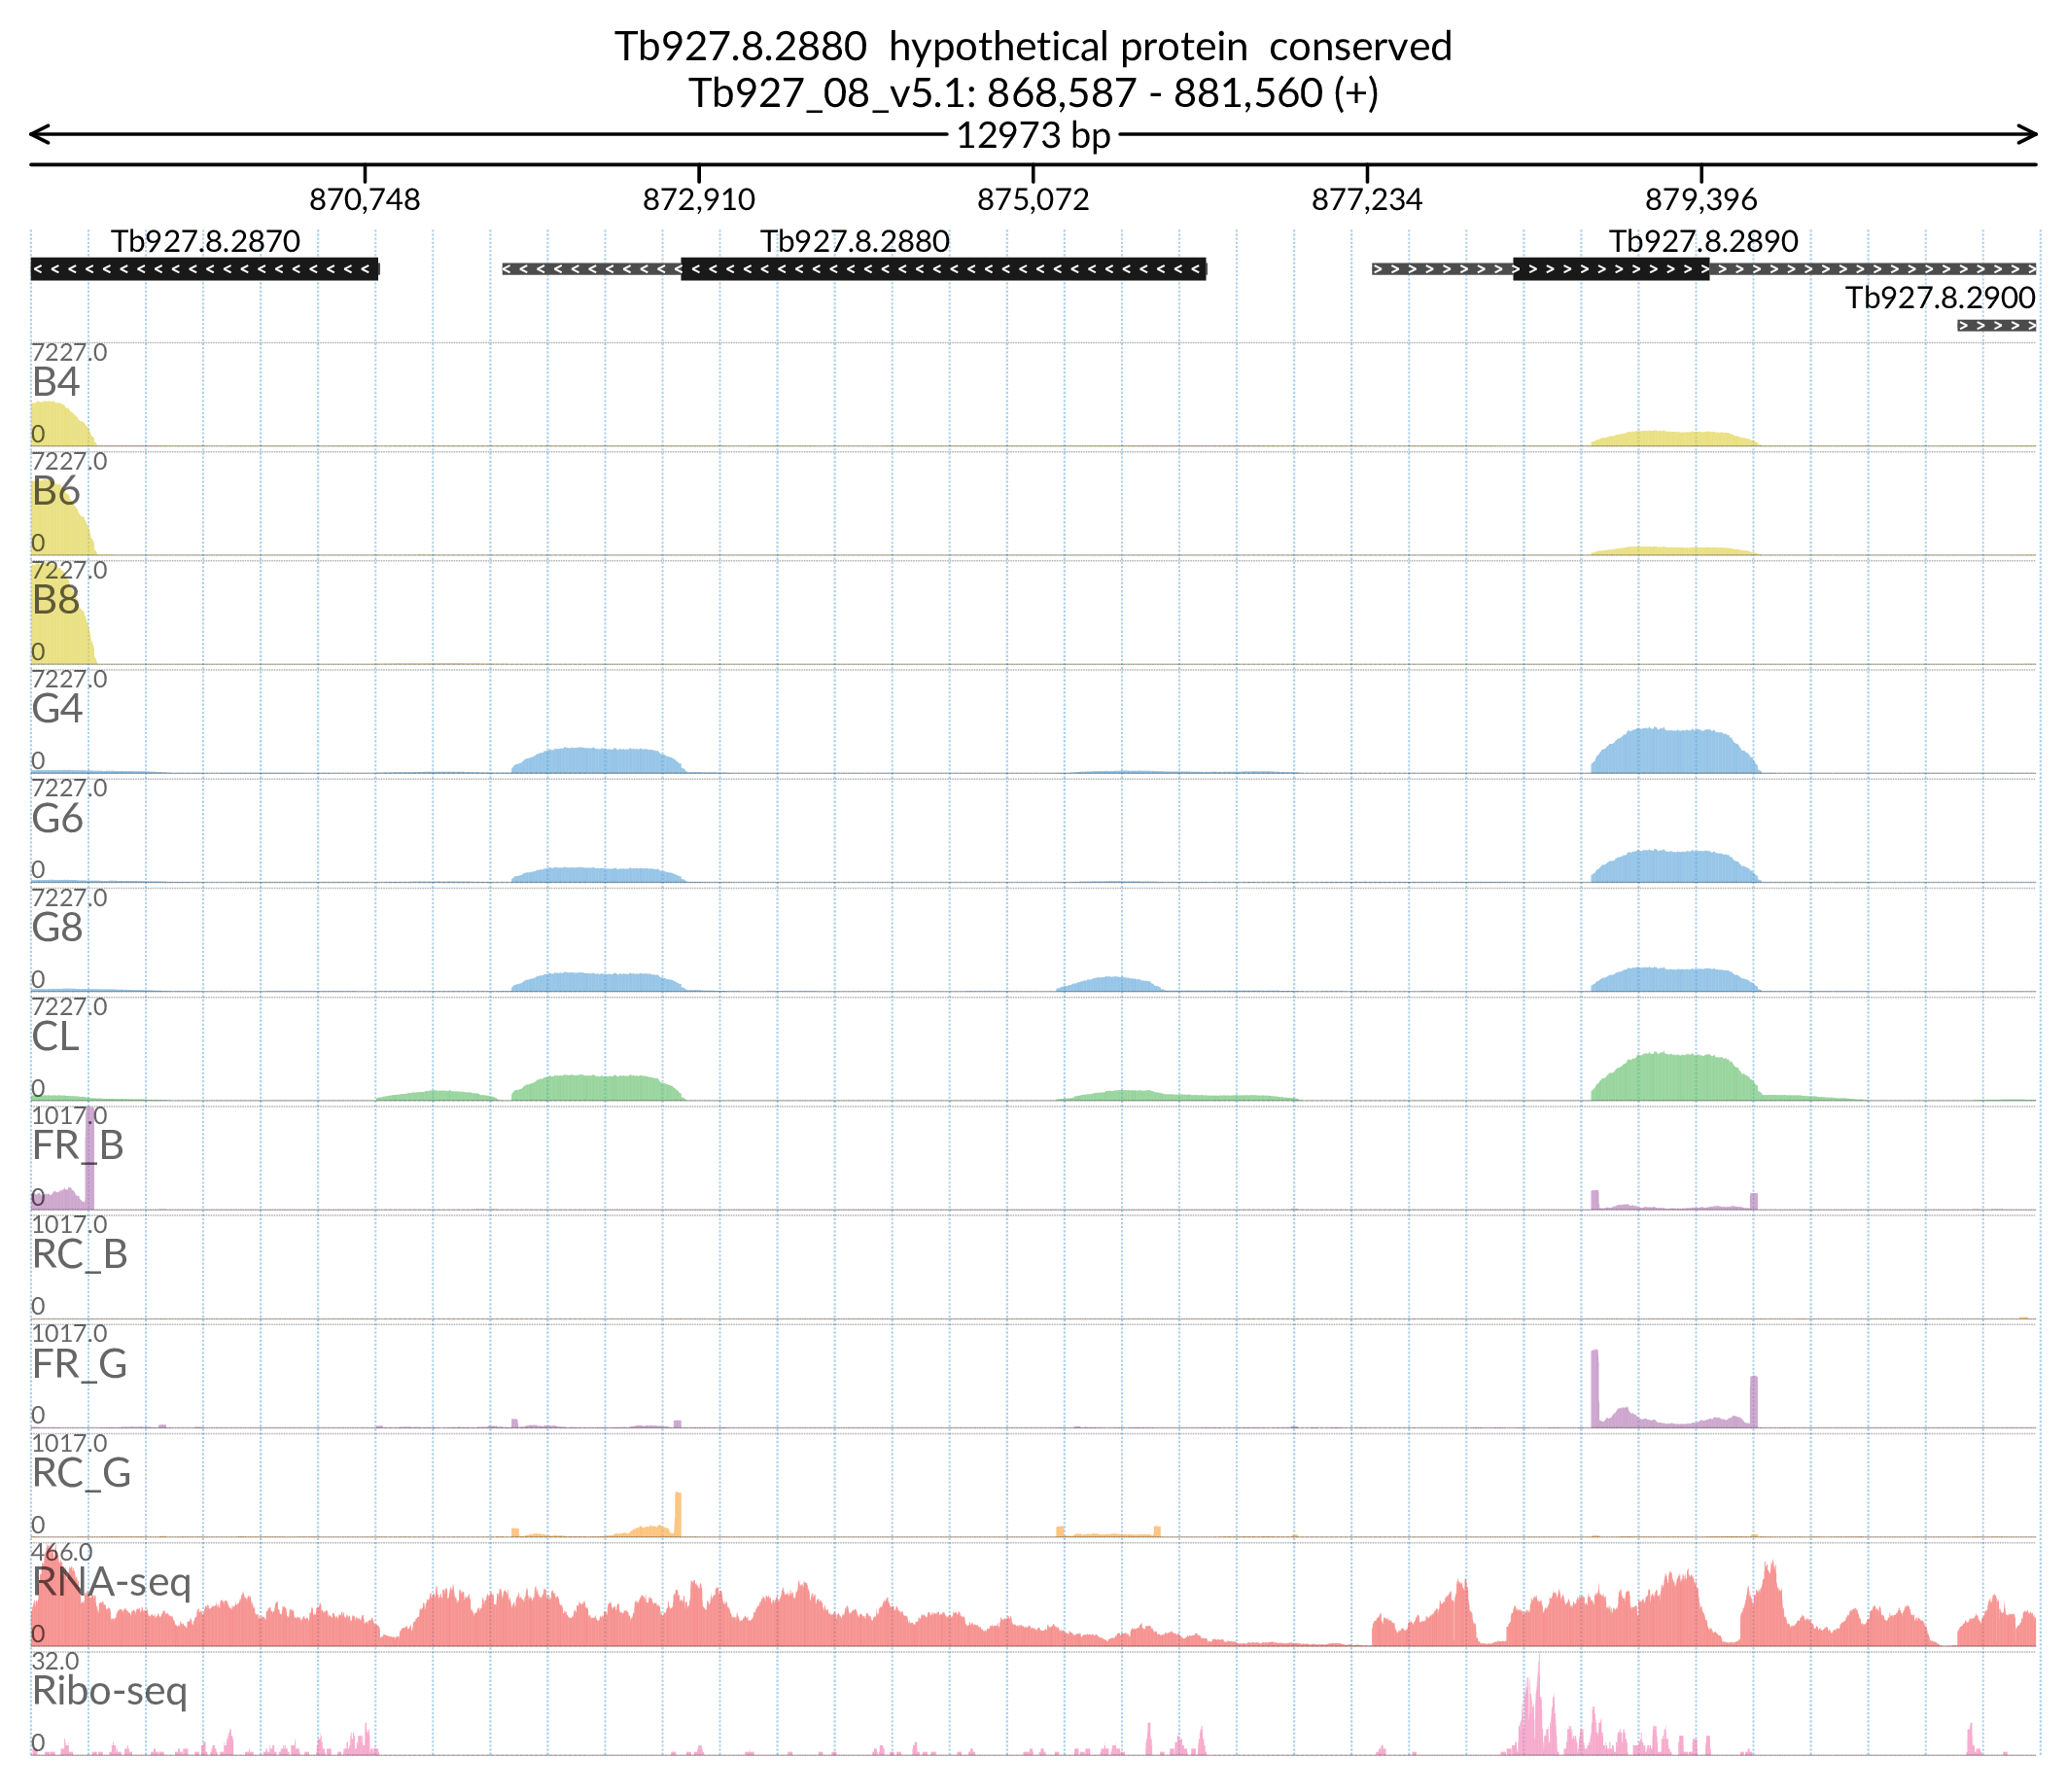 Tb927.8.2880  hypothetical protein  conserved
Tb927_08_v5.1: 868,587 - 881,560 (+)
12973 bp
870,748 872,910 875,072 877,234 879,396
Tb927.8.2870 Tb927.8.2880 Tb927.8.2890
Tb927.8.2900
7227.0
B4
0
7227.0
B6
0
7227.0
B8
0
7227.0
G4
0
7227.0
G6
0
7227.0
G8
0
7227.0
CL
0
1017.0
FR_B
0
1017.0
RC_B
0
1017.0
FR_G
0
1017.0
RC_G
0
466.0
RNA-seq
0
32.0
Ribo-seq
0